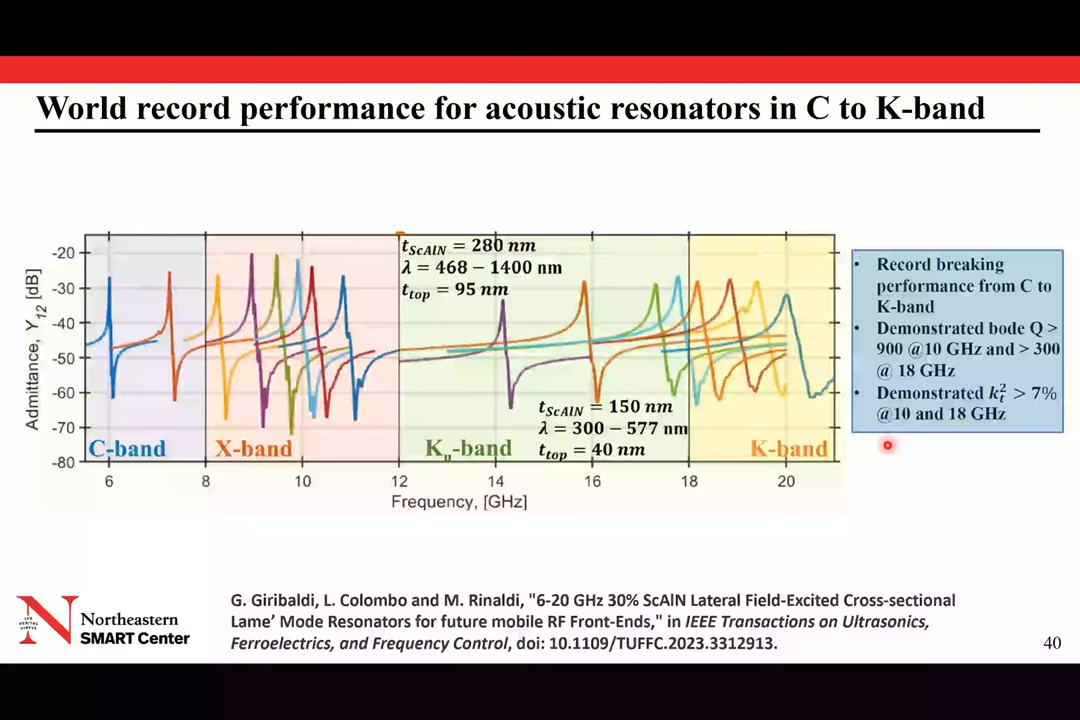 World record performance for acoustic resonators in C to K-band
t_ScAlN = 280 nm
λ = 468 − 1400 nm
t_top = 95 nm
-20
-30
-40
-50
-60
-70
-80
Admittance, Y_12 [dB]
t_ScAlN = 150 nm
λ = 300 − 577 nm
t_top = 40 nm
C-band
X-band
K_u-band
K-band
6 8 10 12 14 16 18 20
Frequency, [GHz]
• Record breaking
performance from C to
K-band
• Demonstrated bode Q >
900 @10 GHz and > 300
@ 18 GHz
• Demonstrated k_t^2 > 7%
@10 and 18 GHz
N
Northeastern
SMART Center
G. Giribaldi, L. Colombo and M. Rinaldi, "6-20 GHz 30% ScAlN Lateral Field-Excited Cross-sectional
Lame' Mode Resonators for future mobile RF Front-Ends," in IEEE Transactions on Ultrasonics,
Ferroelectrics, and Frequency Control, doi: 10.1109/TUFFC.2023.3312913.
40